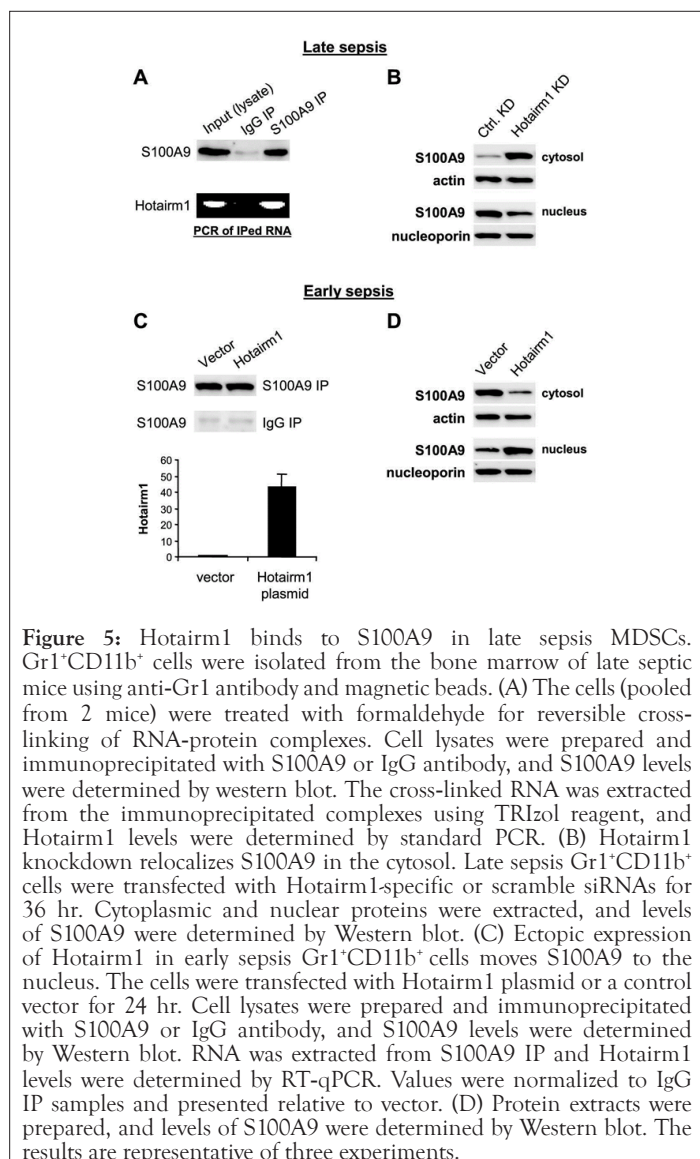 Late sepsis
A
Input (lysate)
IgG IP
S100A9 IP
S100A9
Hotairm1
PCR of IPed RNA
B
Ctrl. KD
Hotairm1 KD
S100A9
cytosol
actin
S100A9
nucleus
nucleoporin
Early sepsis
C
Vector
Hotairm1
S100A9
S100A9 IP
S100A9
IgG IP
Hotairm1
60
50
40
30
20
10
0
vector
Hotairm1
plasmid
D
Vector
Hotairm1
S100A9
cytosol
actin
S100A9
nucleus
nucleoporin
Figure 5: Hotairm1 binds to S100A9 in late sepsis MDSCs.
Gr1⁺CD11b⁺ cells were isolated from the bone marrow of late septic
mice using anti-Gr1 antibody and magnetic beads. (A) The cells (pooled
from 2 mice) were treated with formaldehyde for reversible cross-
linking of RNA-protein complexes. Cell lysates were prepared and
immunoprecipitated with S100A9 or IgG antibody, and S100A9 levels
were determined by western blot. The cross-linked RNA was extracted
from the immunoprecipitated complexes using TRIzol reagent, and
Hotairm1 levels were determined by standard PCR. (B) Hotairm1
knockdown relocalizes S100A9 in the cytosol. Late sepsis Gr1⁺CD11b⁺
cells were transfected with Hotairm1-specific or scramble siRNAs for
36 hr. Cytoplasmic and nuclear proteins were extracted, and levels
of S100A9 were determined by Western blot. (C) Ectopic expression
of Hotairm1 in early sepsis Gr1⁺CD11b⁺ cells moves S100A9 to the
nucleus. The cells were transfected with Hotairm1 plasmid or a control
vector for 24 hr. Cell lysates were prepared and immunoprecipitated
with S100A9 or IgG antibody, and S100A9 levels were determined
by Western blot. RNA was extracted from S100A9 IP and Hotairm1
levels were determined by RT-qPCR. Values were normalized to IgG
IP samples and presented relative to vector. (D) Protein extracts were
prepared, and levels of S100A9 were determined by Western blot. The
results are representative of three experiments.